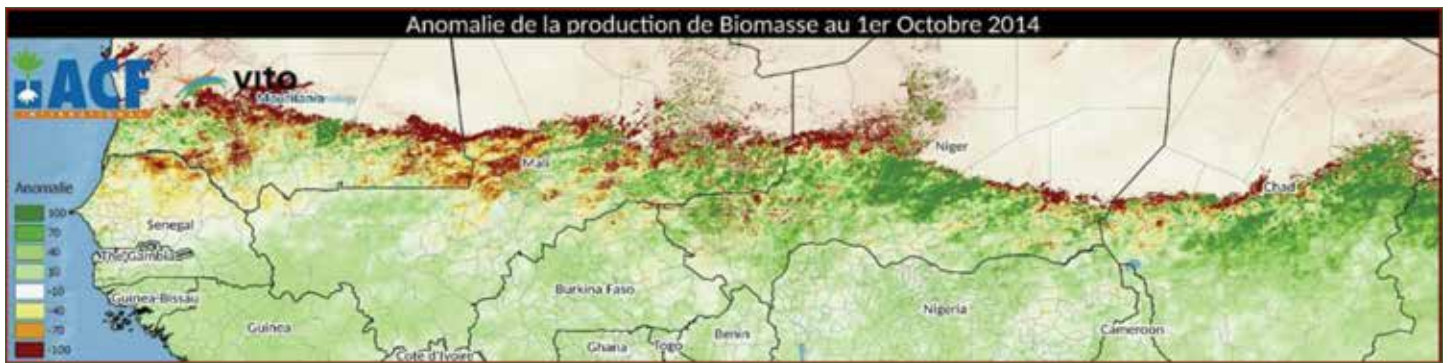 Anomalie de la production de Biomasse au 1er Octobre 2014
ACF
INTERNATIONAL
vito
Mauritania
Mali
Niger
Chad
Anomalie
100
70
40
10
-10
-40
-70
-100
Senegal
The Gambia
Guinea-Bissau
Guinea
Burkina Faso
Benin
Nigeria
Cameroon
Cote d'Ivoire
Ghana
Togo